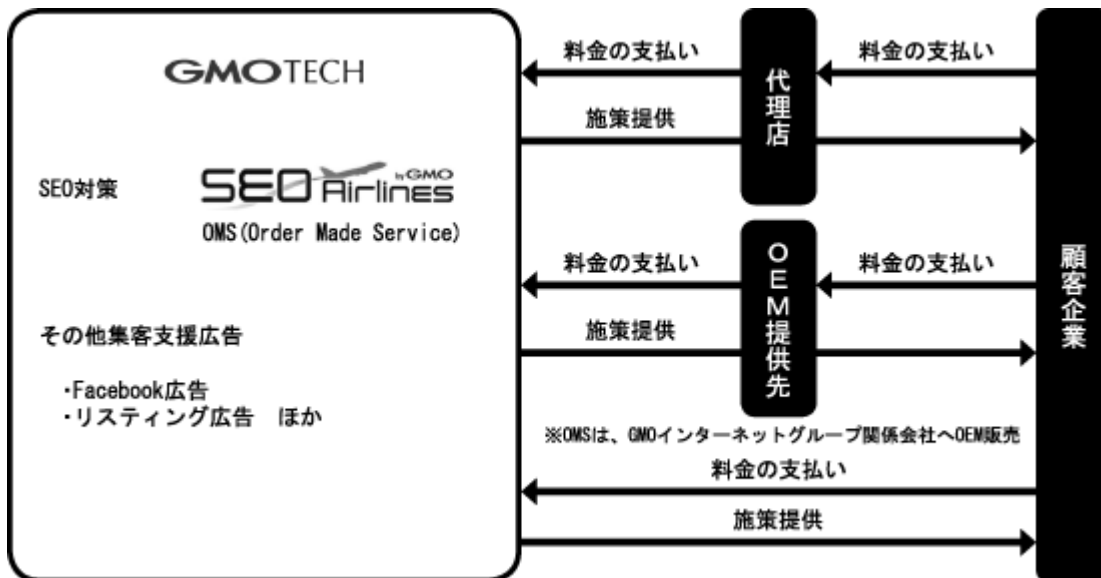 GMOTECH
SEO対策
SEO Airlines by GMO
OMS(Order Made Service)
その他集客支援広告
・Facebook広告
・リスティング広告　ほか
料金の支払い
料金の支払い
代理店
施策提供
料金の支払い
料金の支払い
OEM提供先
施策提供
※OMSは、GMOインターネットグループ関係会社へOEM販売
料金の支払い
施策提供
顧客企業